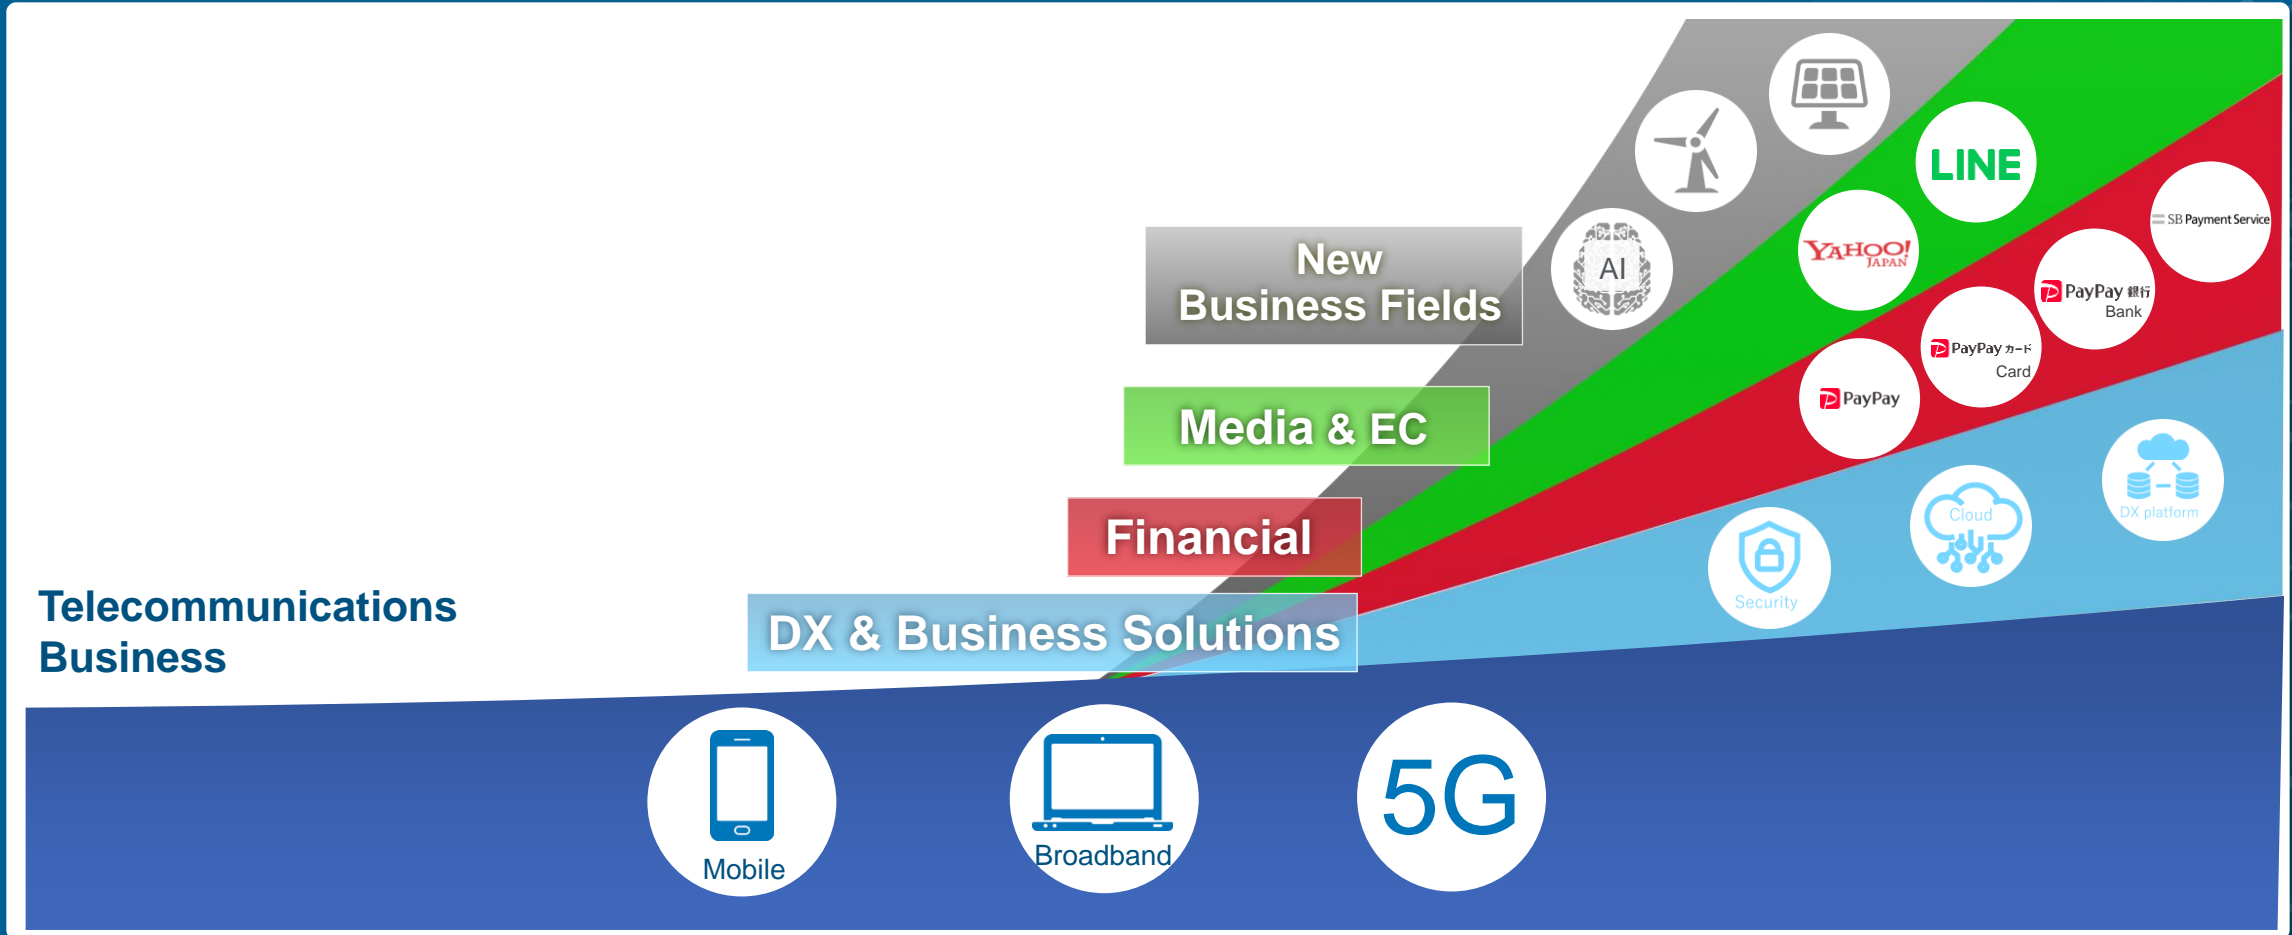 New
Business Fields
AI
LINE
YAHOO!
JAPAN
SB Payment Service
Media & EC
PayPay 銀行
Bank
PayPay カード
Card
PayPay
Financial
DX platform
Cloud
Security
DX & Business Solutions
Telecommunications
Business
Mobile
Broadband
5G